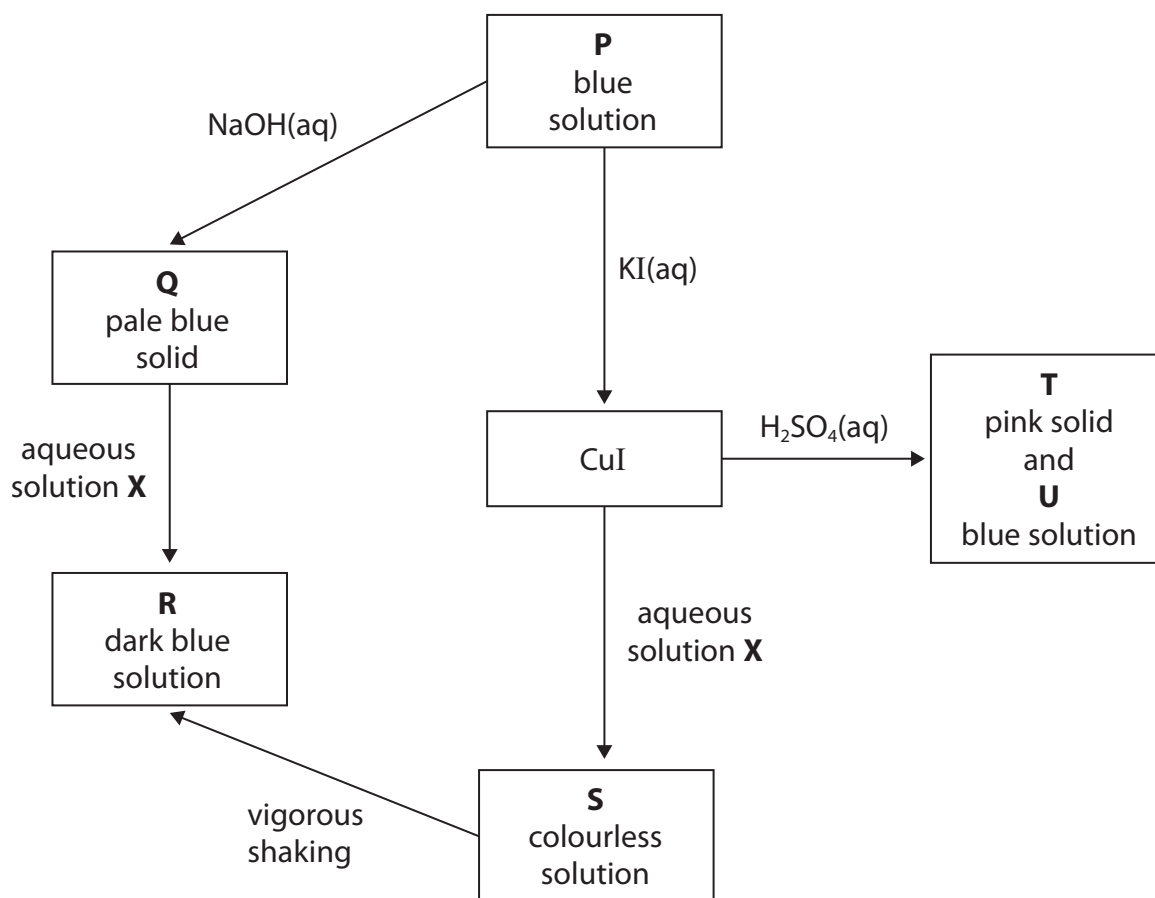 P
blue
solution
NaOH(aq)
KI(aq)
Q
pale blue
solid
CuI
H₂SO₄(aq)
T
pink solid
and
U
blue solution
aqueous
solution X
R
dark blue
solution
aqueous
solution X
vigorous
shaking
S
colourless
solution